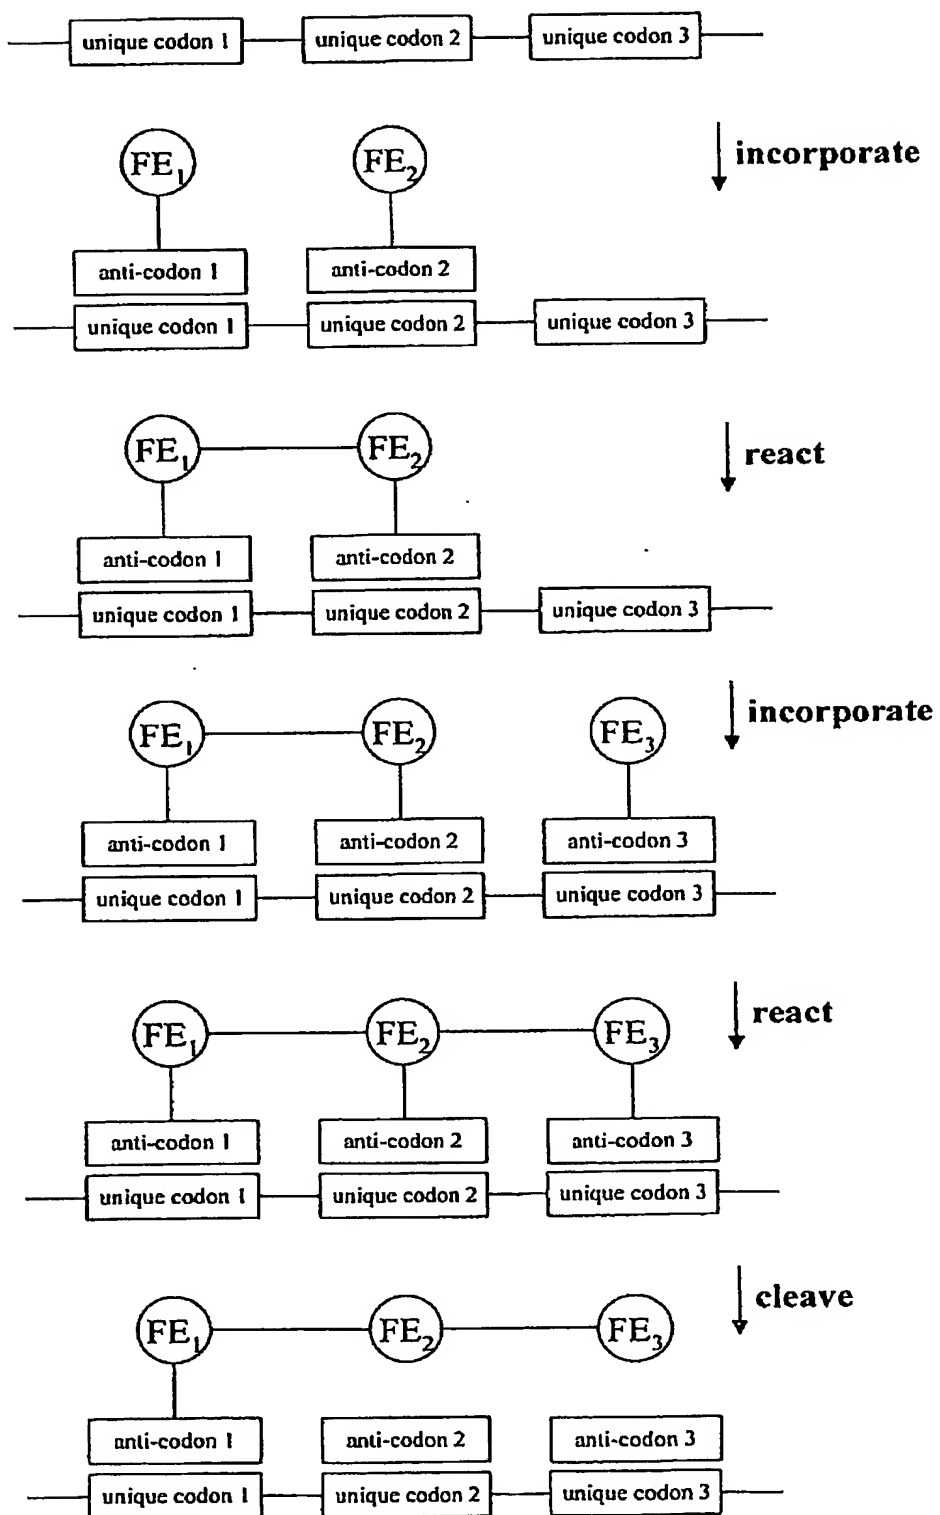 unique codon 1 unique codon 2 unique codon 3
incorporate
FE1 FE2
anti-codon 1 anti-codon 2
unique codon 1 unique codon 2 unique codon 3
react
FE1 FE2
anti-codon 1 anti-codon 2
unique codon 1 unique codon 2 unique codon 3
incorporate
FE1 FE2 FE3
anti-codon 1 anti-codon 2 anti-codon 3
unique codon 1 unique codon 2 unique codon 3
react
FE1 FE2 FE3
anti-codon 1 anti-codon 2 anti-codon 3
unique codon 1 unique codon 2 unique codon 3
cleave
FE1 FE2 FE3
anti-codon 1 anti-codon 2 anti-codon 3
unique codon 1 unique codon 2 unique codon 3